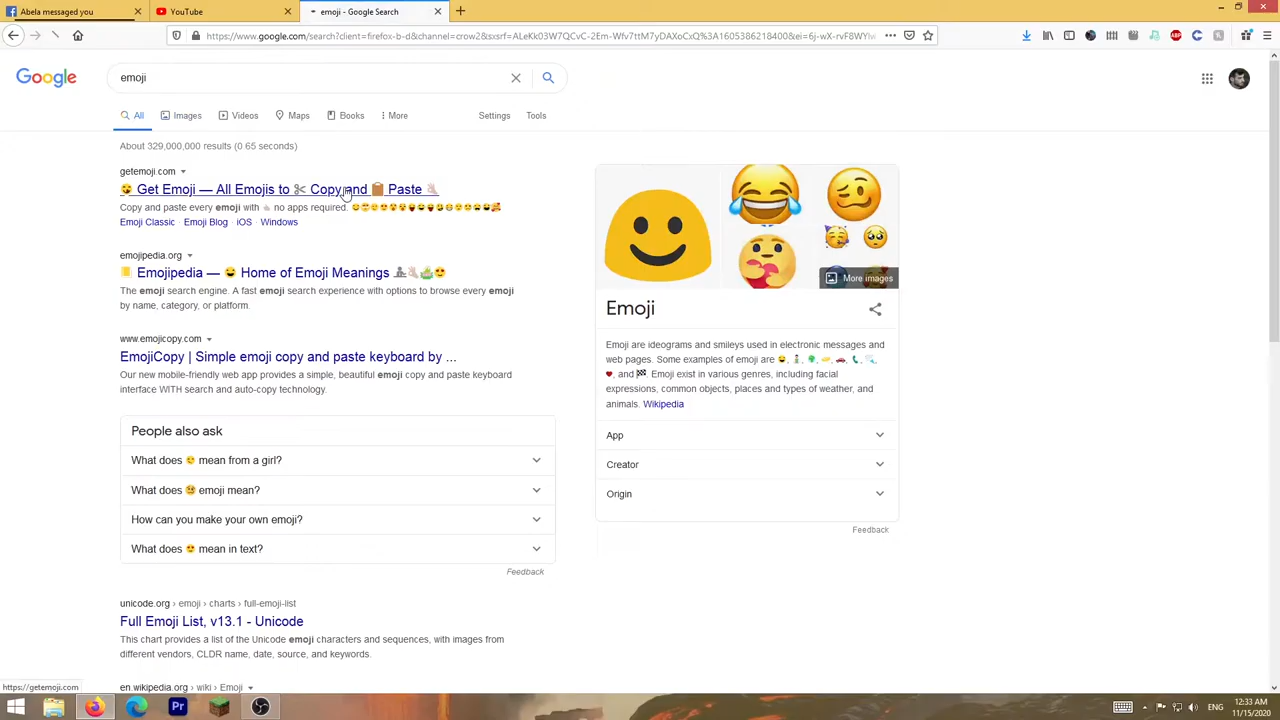 Abela messaged you
YouTube
emoji - Google Search
https://www.google.com/search?client=firefox-b-d&channel=crow2&sxsrf=
Google
emoji
All
Images
Videos
Maps
Books
More
Settings
Tools
About 329,000,000 results (0.65 seconds)
getemoji.com
😍 Get Emoji — All Emojis to ✂ Copy and 📋 Paste 👌🏻
Copy and paste every emoji with no apps required.
Emoji Classic · Emoji Blog · iOS · Windows
emojipedia.org
📒 Emojipedia — 😃 Home of Emoji Meanings
The emoji search engine. A fast emoji search experience with options to browse every emoji
by name, category, or platform.
www.emojicopy.com
EmojiCopy | Simple emoji copy and paste keyboard by ...
Our new mobile-friendly web app provides a simple, beautiful emoji copy and paste keyboard
interface WITH search and auto-copy technology.
People also ask
What does mean from a girl?
What does emoji mean?
How can you make your own emoji?
What does 😍 mean in text?
Feedback
unicode.org › emoji › charts › full-emoji-list
Full Emoji List, v13.1 - Unicode
This chart provides a list of the Unicode emoji characters and sequences, with images from
different vendors, CLDR name, date, source, and keywords.
en.wikipedia.org › wiki › Emoji
More images
Emoji
Emoji are ideograms and smileys used in electronic messages and
web pages. Some examples of emoji are
, and 🏁. Emoji exist in various genres, including facial
expressions, common objects, places and types of weather, and
animals. Wikipedia
App
Creator
Origin
Feedback
https://getemoji.com
Pr
ENG
12:33 AM
11/15/2020